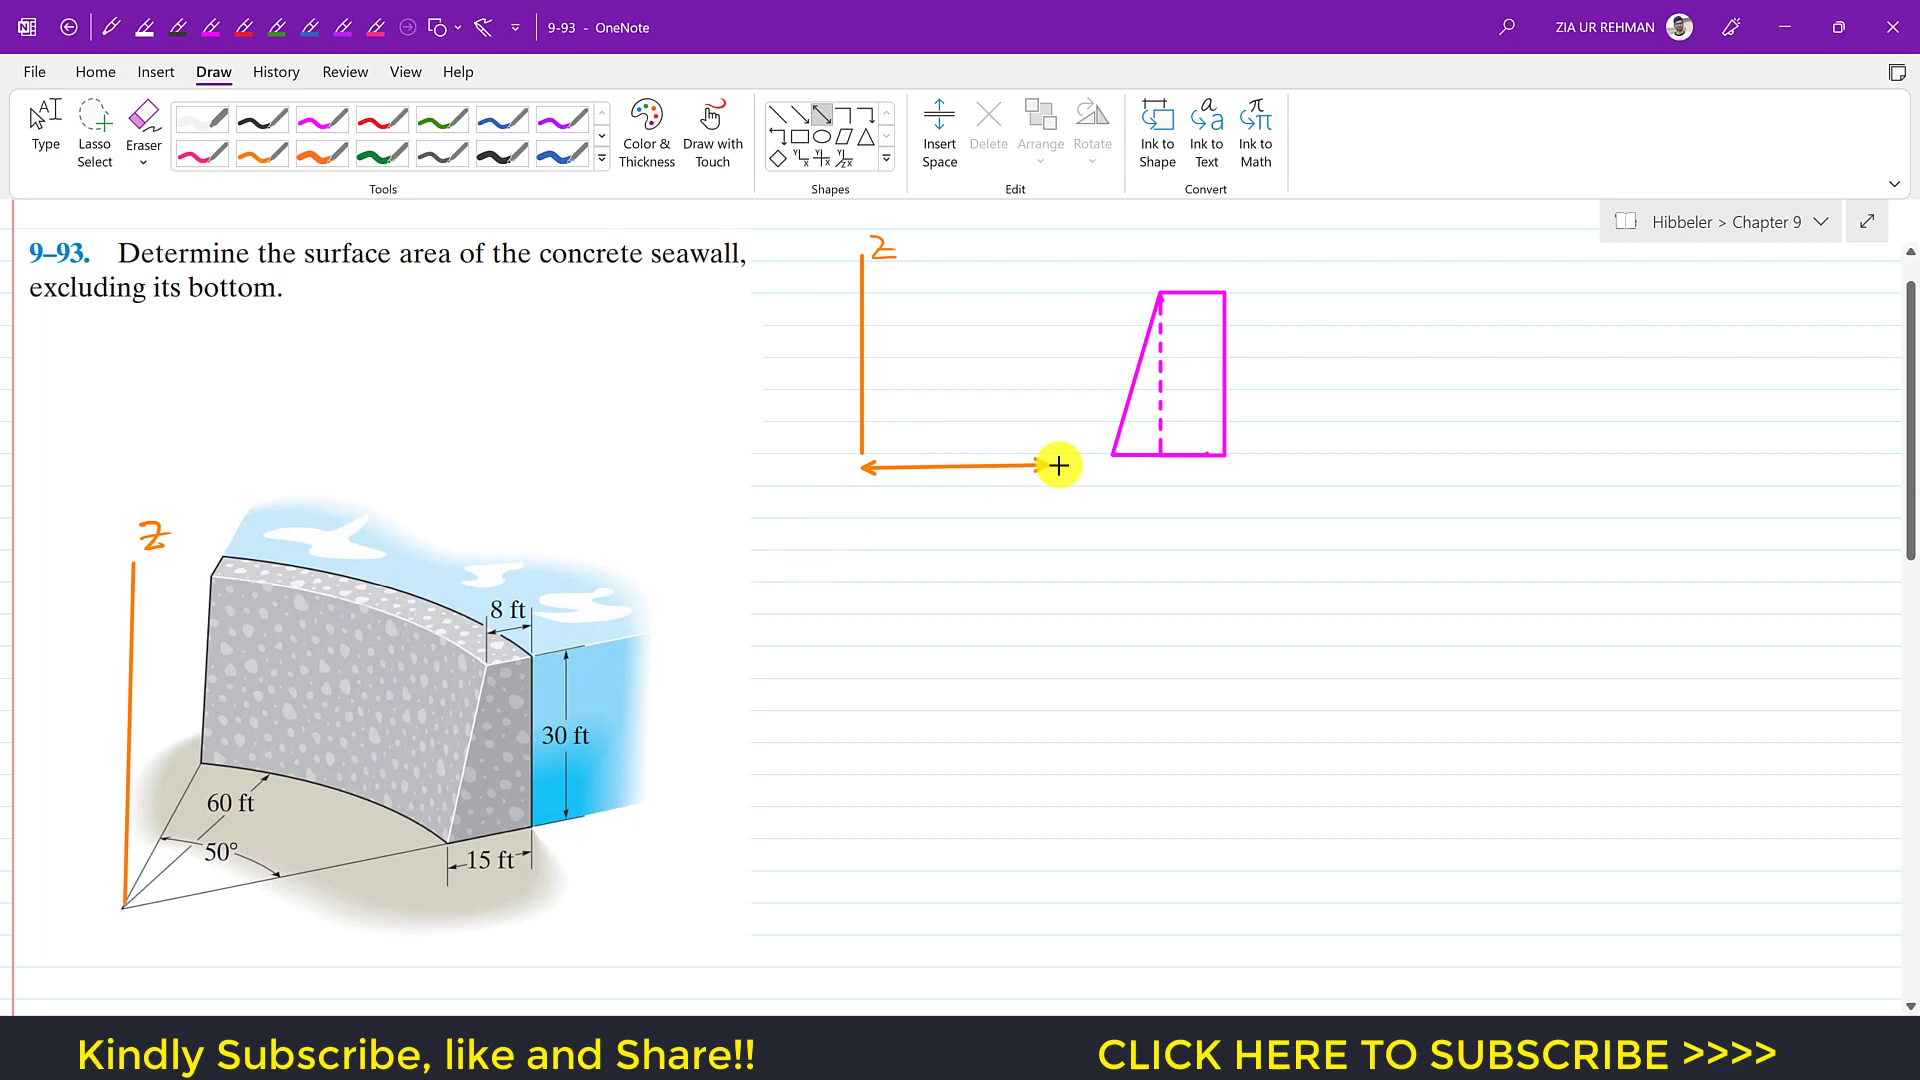 9-93 - OneNote
ZIA UR REHMAN
File Home Insert Draw History Review View Help
Type
Lasso Select
Eraser
Color & Thickness
Draw with Touch
Insert Space
Delete
Arrange
Rotate
Ink to Shape
Ink to Text
Ink to Math
Tools
Shapes
Edit
Convert
Hibbeler > Chapter 9
9–93. Determine the surface area of the concrete seawall,
excluding its bottom.
Z
Z
8 ft
30 ft
60 ft
50°
15 ft
Kindly Subscribe, like and Share!!
CLICK HERE TO SUBSCRIBE >>>>